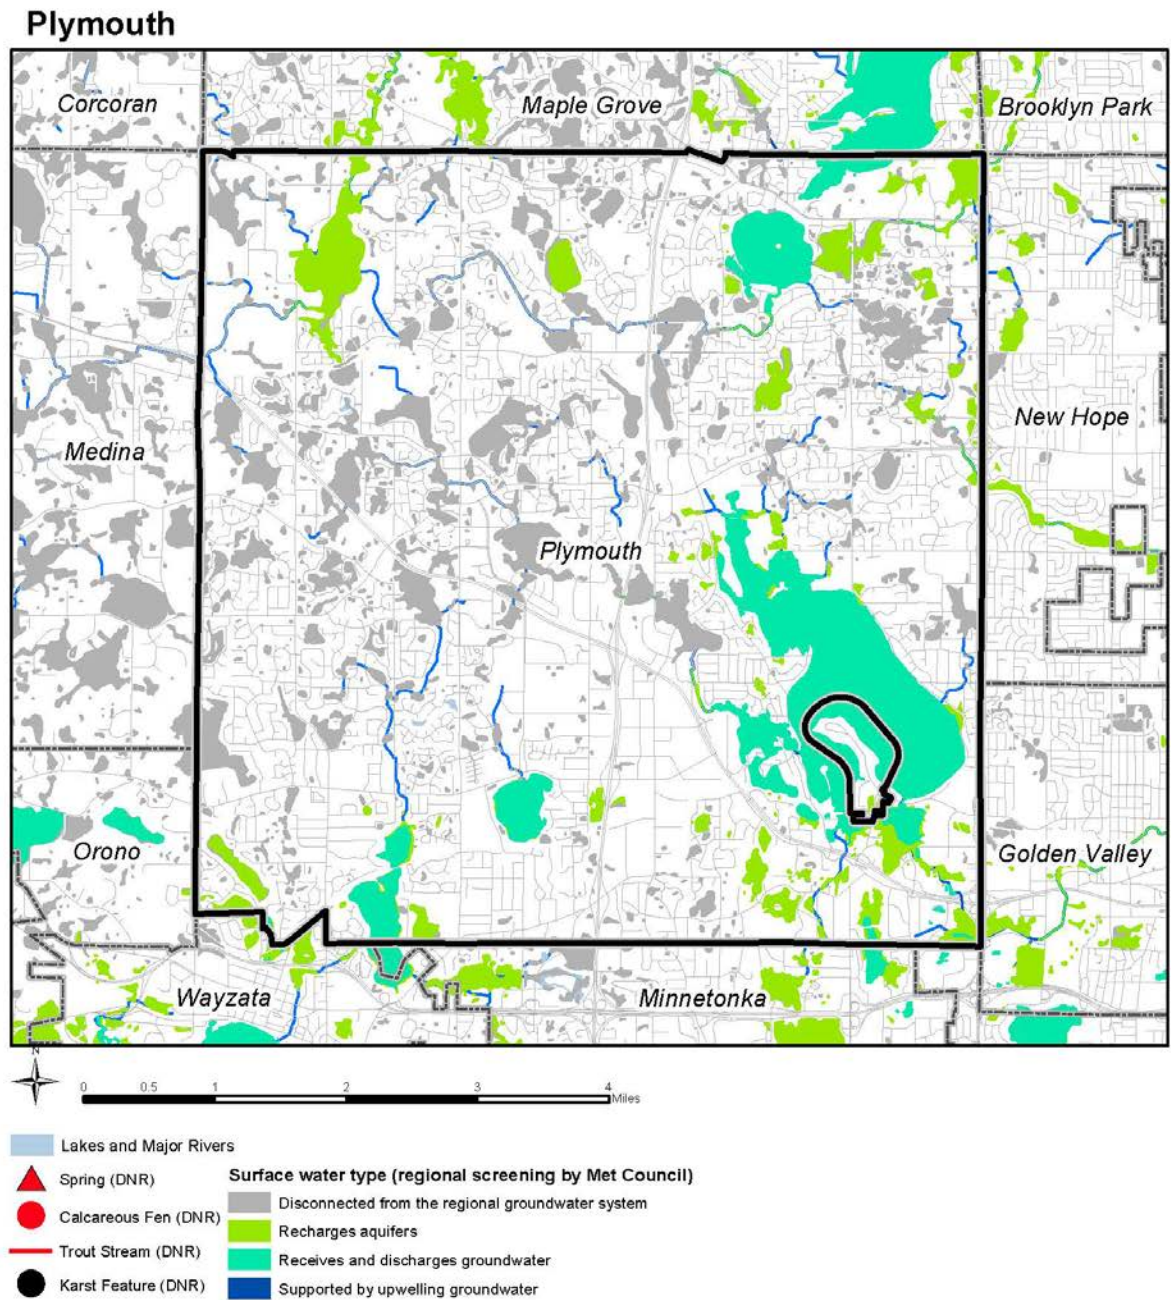 Plymouth
Corcoran
Maple Grove
Brooklyn Park
Medina
New Hope
Plymouth
Orono
Golden Valley
Wayzata
Minnetonka
N
0 0.5 1 2 3 4
Miles
Lakes and Major Rivers
Spring (DNR)
Calcareous Fen (DNR)
Trout Stream (DNR)
Karst Feature (DNR)
Surface water type (regional screening by Met Council)
Disconnected from the regional groundwater system
Recharges aquifers
Receives and discharges groundwater
Supported by upwelling groundwater